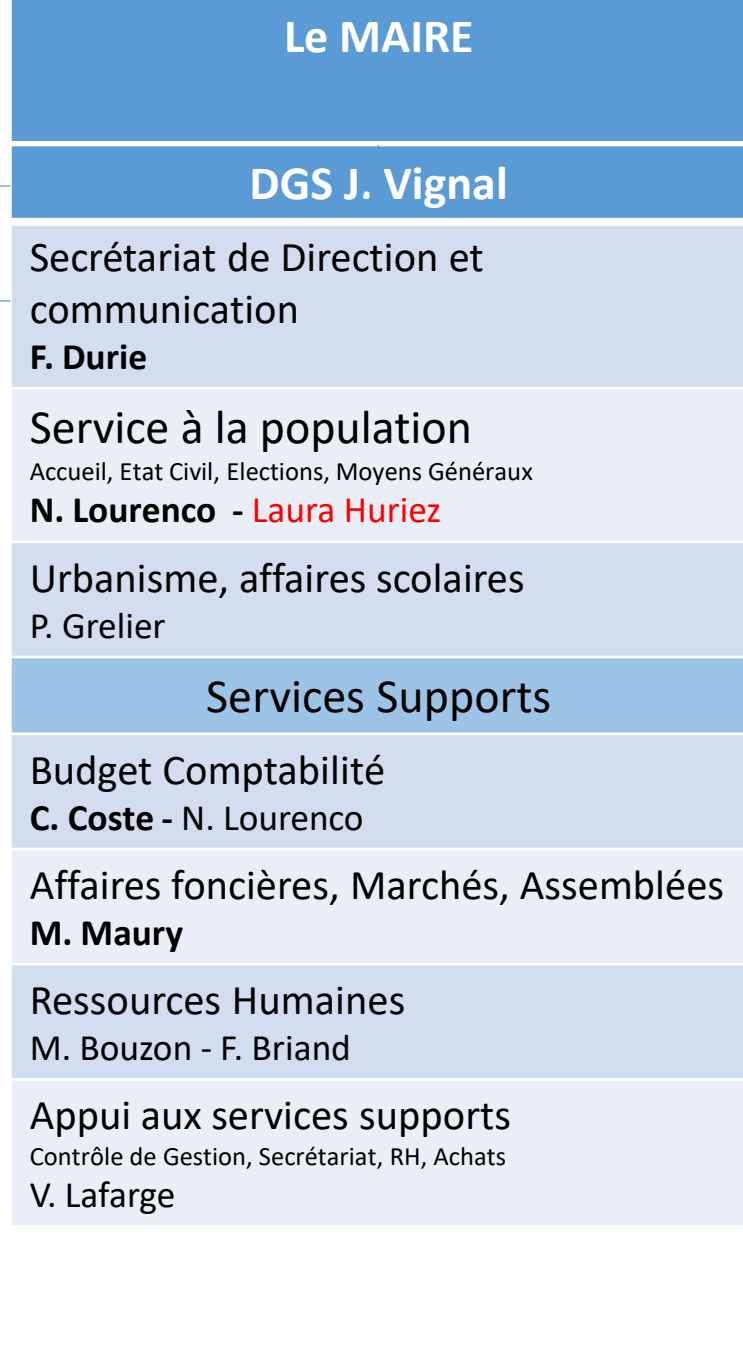 Le MAIRE
DGS J. Vignal
Secrétariat de Direction et
communication
F. Durie
Service à la population
Accueil, Etat Civil, Elections, Moyens Généraux
N. Lourenco - Laura Huriez
Urbanisme, affaires scolaires
P. Grelier
Services Supports
Budget Comptabilité
C. Coste - N. Lourenco
Affaires foncières, Marchés, Assemblées
M. Maury
Ressources Humaines
M. Bouzon - F. Briand
Appui aux services supports
Contrôle de Gestion, Secrétariat, RH, Achats
V. Lafarge